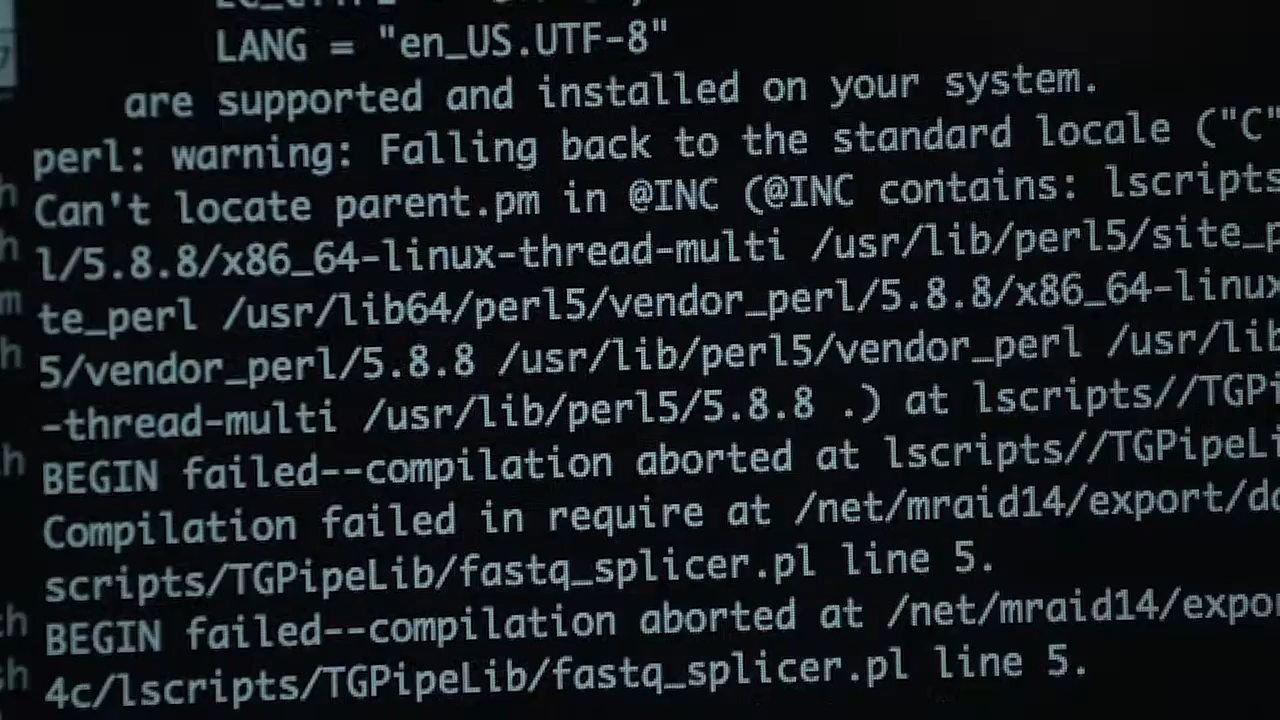 LANG = "en_US.UTF-8"
are supported and installed on your system.
perl: warning: Falling back to the standard locale ("C"
Can't locate parent.pm in @INC (@INC contains: lscripts
l/5.8.8/x86_64-linux-thread-multi /usr/lib/perl5/site_p
te_perl /usr/lib64/perl5/vendor_perl/5.8.8/x86_64-linux
5/vendor_perl/5.8.8 /usr/lib/perl5/vendor_perl /usr/lib
-thread-multi /usr/lib/perl5/5.8.8 .) at lscripts//TGPi
BEGIN failed--compilation aborted at lscripts//TGPipeLi
Compilation failed in require at /net/mraid14/export/dc
scripts/TGPipeLib/fastq_splicer.pl line 5.
BEGIN failed--compilation aborted at /net/mraid14/expor
4c/lscripts/TGPipeLib/fastq_splicer.pl line 5.